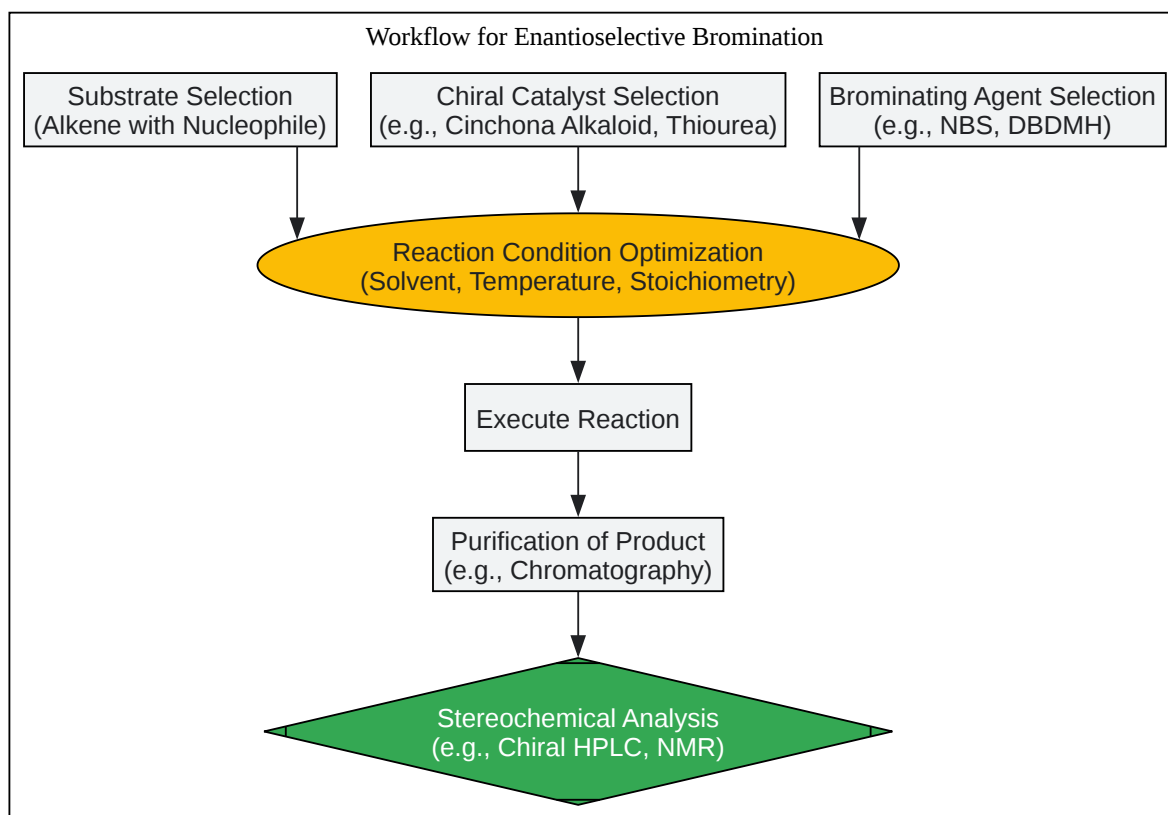 Workflow for Enantioselective Bromination
Substrate Selection
(Alkene with Nucleophile)
Chiral Catalyst Selection
(e.g., Cinchona Alkaloid, Thiourea)
Brominating Agent Selection
(e.g., NBS, DBDMH)
Reaction Condition Optimization
(Solvent, Temperature, Stoichiometry)
Execute Reaction
Purification of Product
(e.g., Chromatography)
Stereochemical Analysis
(e.g., Chiral HPLC, NMR)